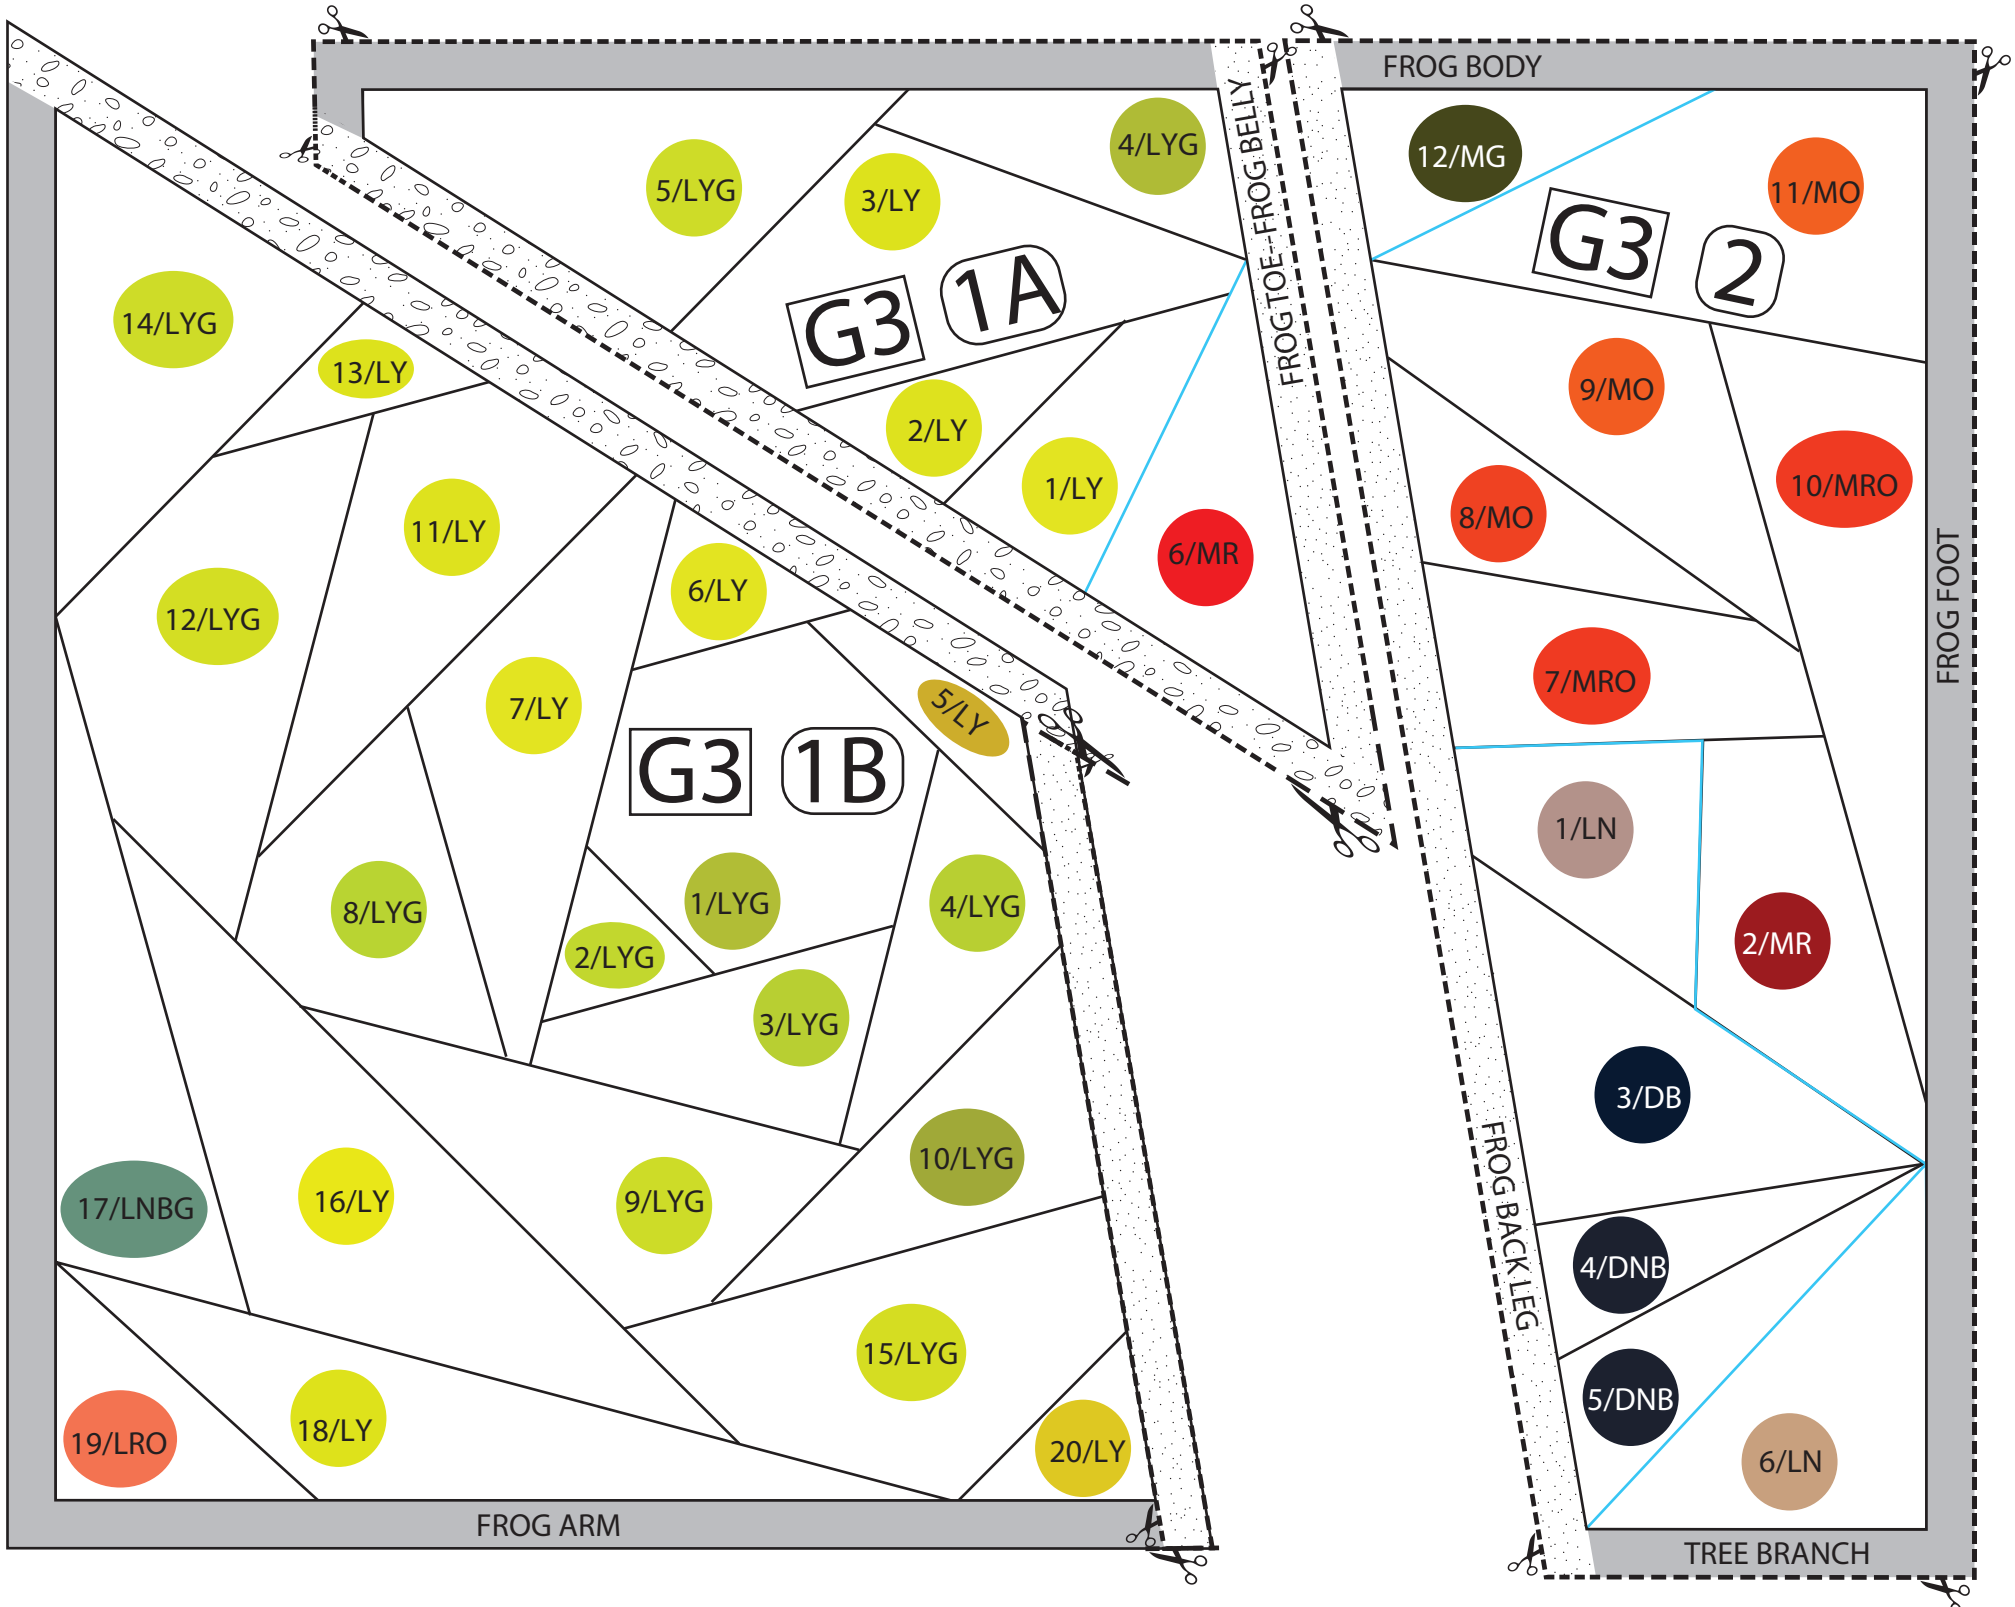 FROG BODY
5/LYG
3/LY
4/LYG
G3
1A
2/LY
1/LY
6/MR
FROG TOE--FROG BELLY
12/MG
11/MO
G3
2
9/MO
10/MRO
8/MO
7/MRO
1/LN
2/MR
3/DB
4/DNB
5/DNB
6/LN
FROG FOOT
FROG BACK LEG
TREE BRANCH
14/LYG
13/LY
11/LY
12/LYG
6/LY
7/LY
5/LY
G3
1B
8/LYG
1/LYG
4/LYG
2/LYG
3/LYG
10/LYG
17/LNBG
16/LY
9/LYG
15/LYG
19/LRO
18/LY
20/LY
FROG ARM